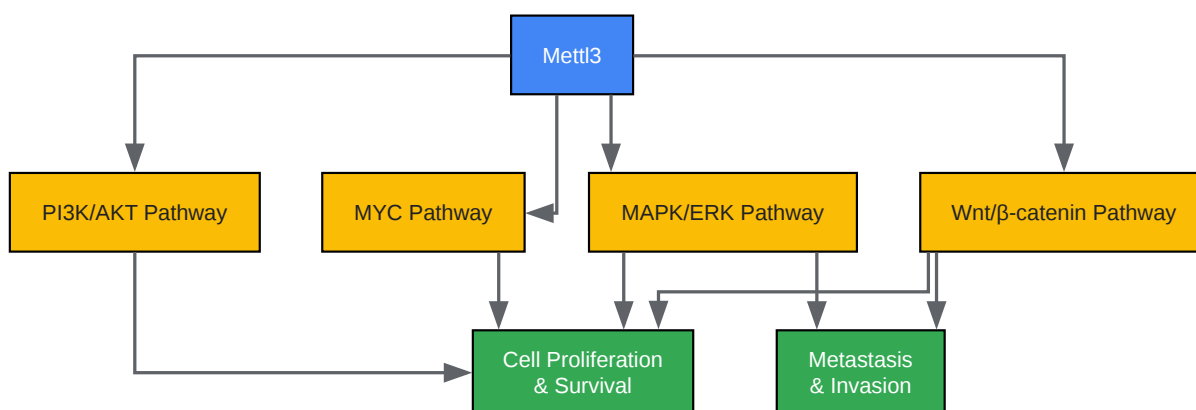 Mettl3
PI3K/AKT Pathway
MYC Pathway
MAPK/ERK Pathway
Wnt/β-catenin Pathway
Cell Proliferation
& Survival
Metastasis
& Invasion